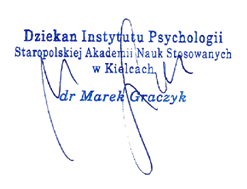 Dziekan Instytutu Psychologii
Staropolskiej Akademii Nauk Stosowanych
w Kielcach
dr Marek Graczyk